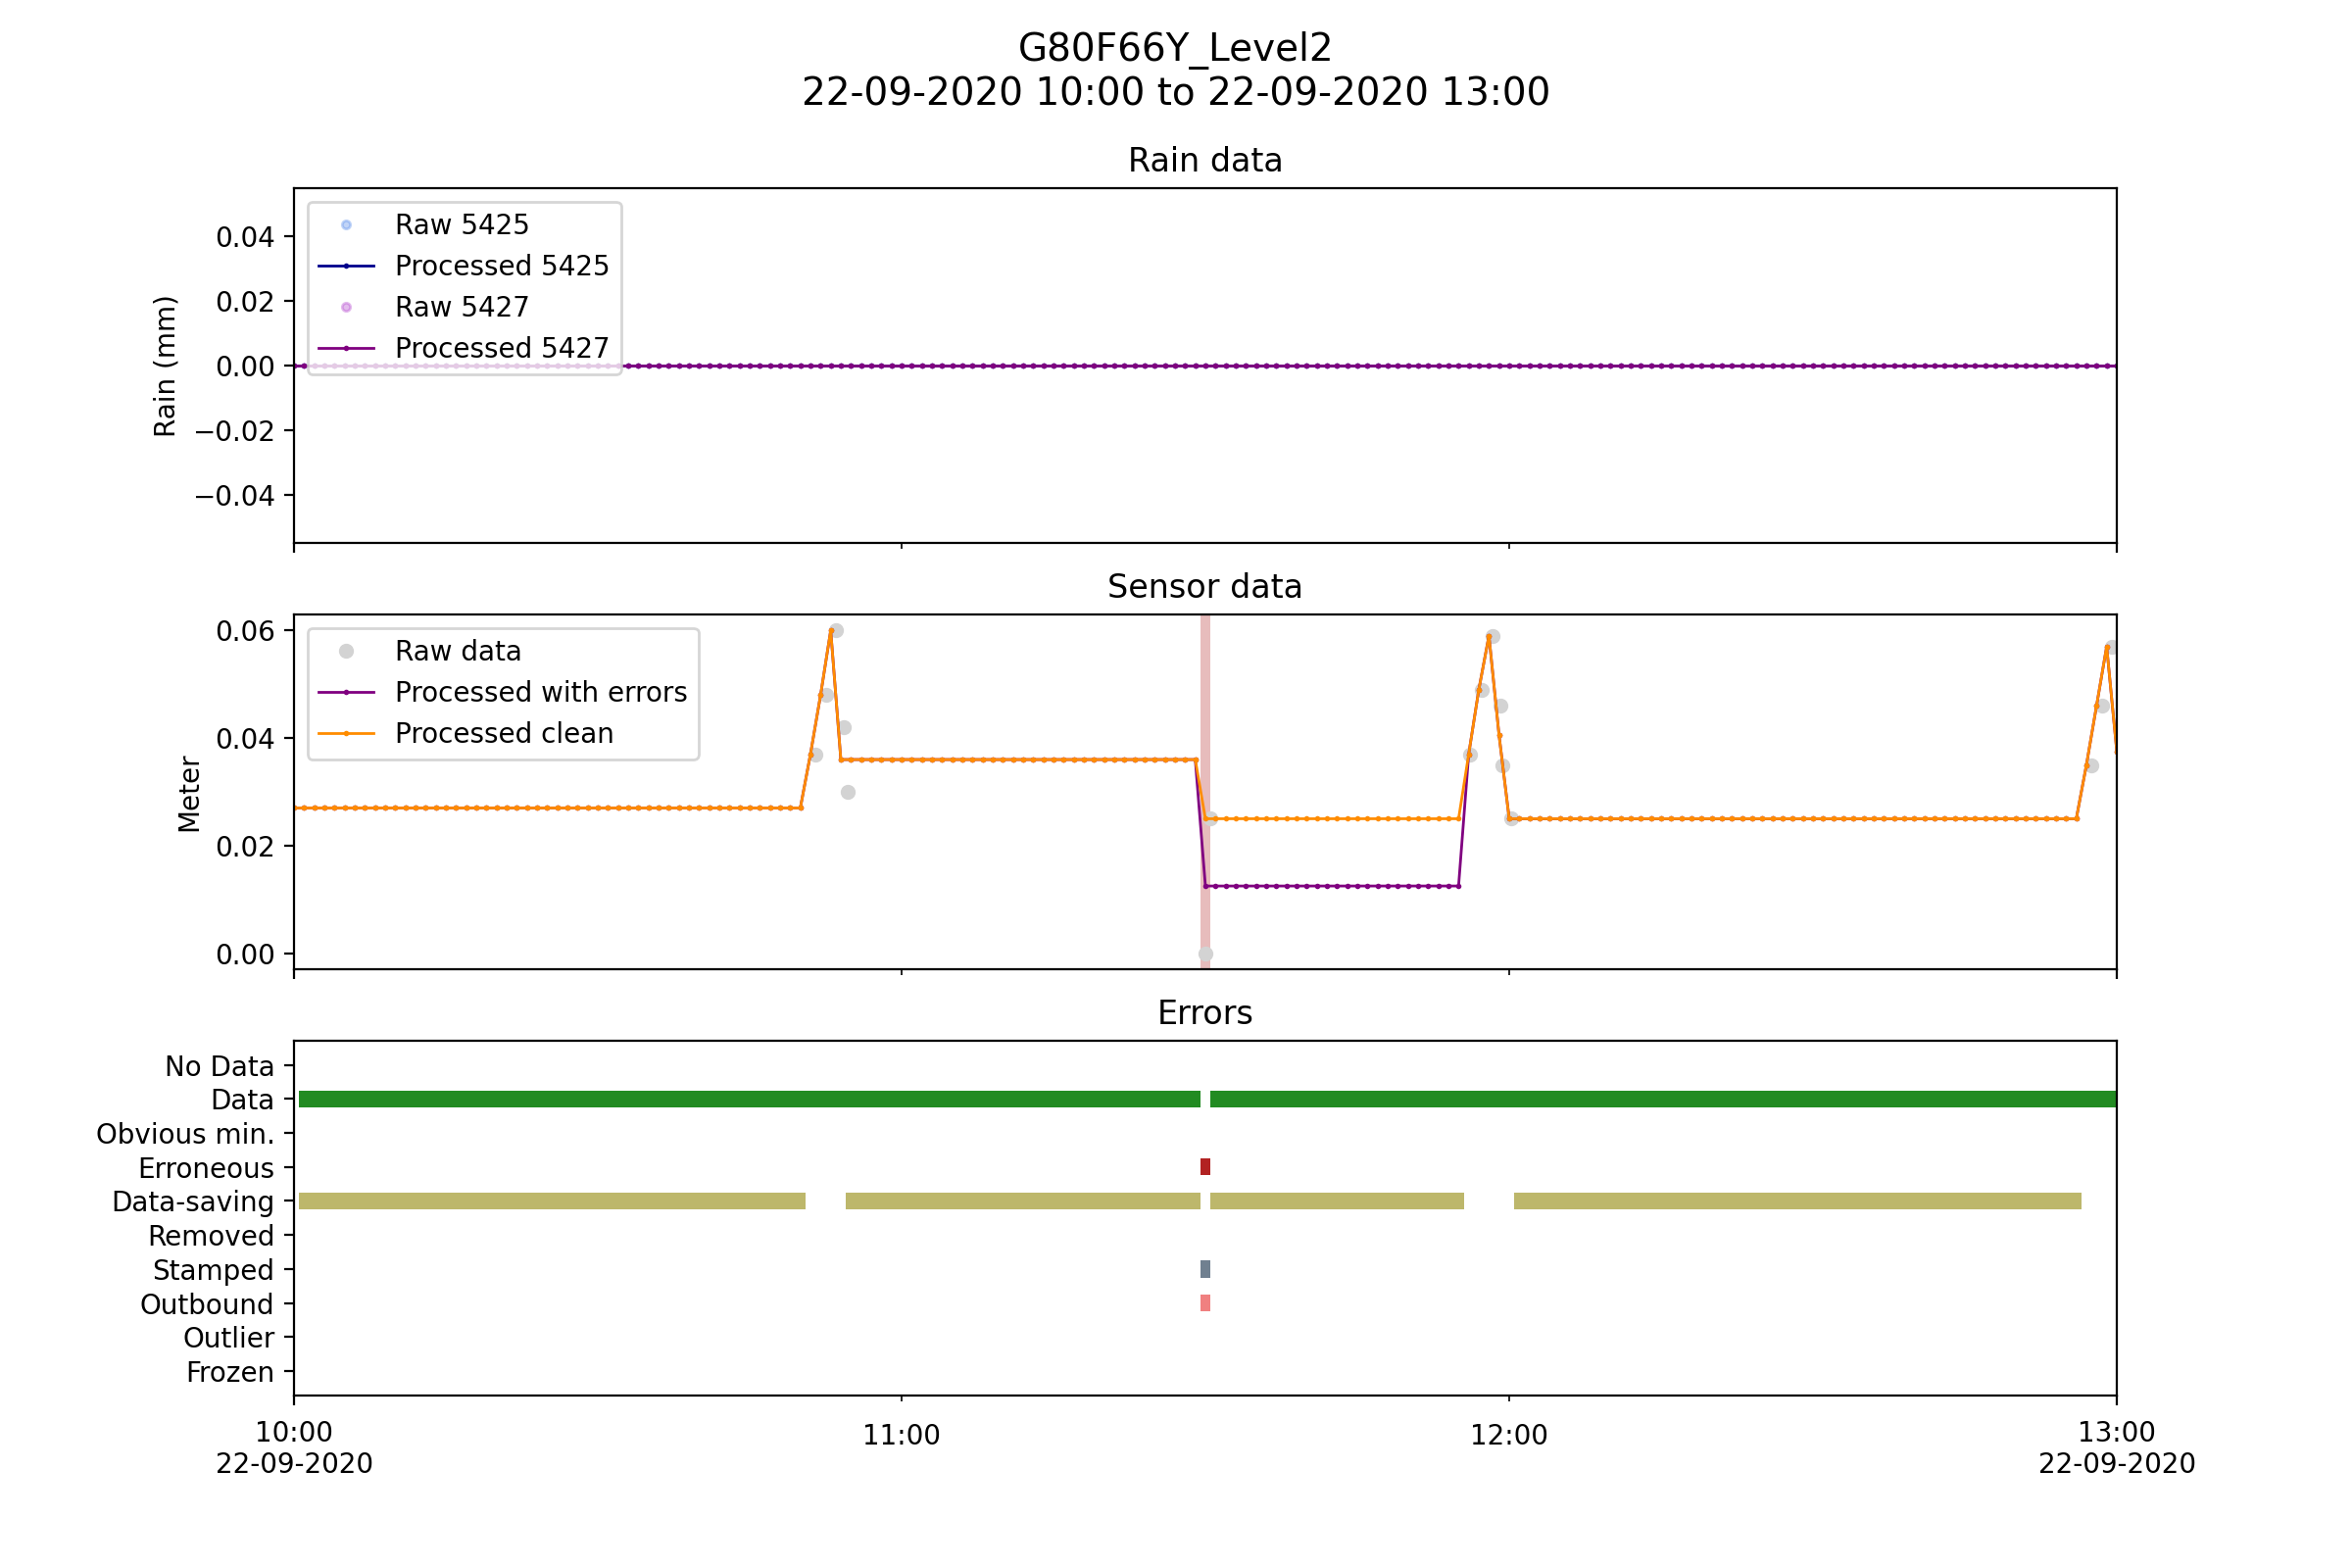 G80F66Y_Level2
22-09-2020 10:00 to 22-09-2020 13:00
Rain data
Rain (mm)
0.04
0.02
0.00
−0.02
−0.04
Raw 5425
Processed 5425
Raw 5427
Processed 5427
Sensor data
Meter
0.06
0.04
0.02
0.00
Raw data
Processed with errors
Processed clean
Errors
No Data
Data
Obvious min.
Erroneous
Data-saving
Removed
Stamped
Outbound
Outlier
Frozen
10:00
22-09-2020
11:00
12:00
13:00
22-09-2020